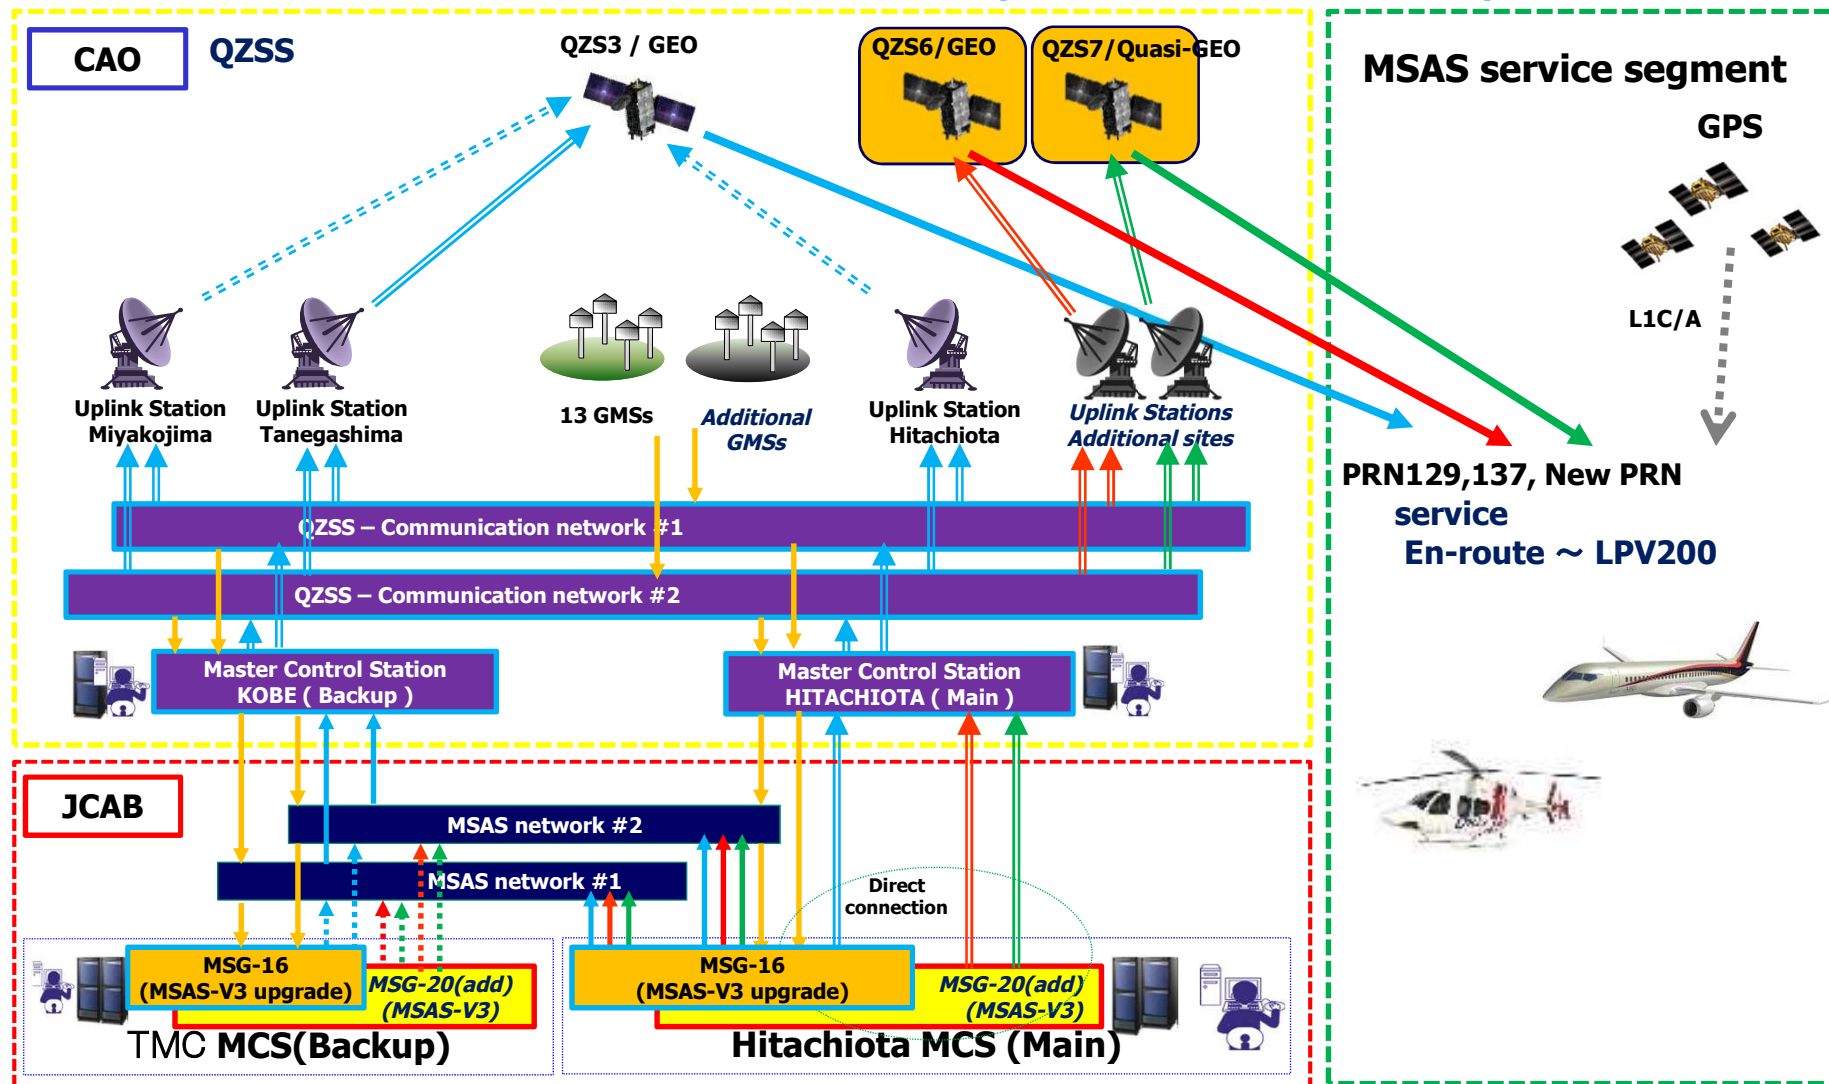 CAO
QZSS
QZS3 / GEO
QZS6/GEO
QZS7/Quasi-GEO
MSAS service segment
GPS
L1C/A
Uplink Station
Miyakojima
Uplink Station
Tanegashima
13 GMSs
Additional
GMSs
Uplink Station
Hitachiota
Uplink Stations
Additional sites
PRN129,137, New PRN
service
En-route ～ LPV200
QZSS – Communication network #1
QZSS – Communication network #2
Master Control Station
KOBE ( Backup )
Master Control Station
HITACHIOTA ( Main )
JCAB
MSAS network #2
MSAS network #1
Direct
connection
MSG-16
(MSAS-V3 upgrade)
MSG-20(add)
(MSAS-V3)
MSG-16
(MSAS-V3 upgrade)
MSG-20(add)
(MSAS-V3)
TMC MCS(Backup)
Hitachiota MCS (Main)